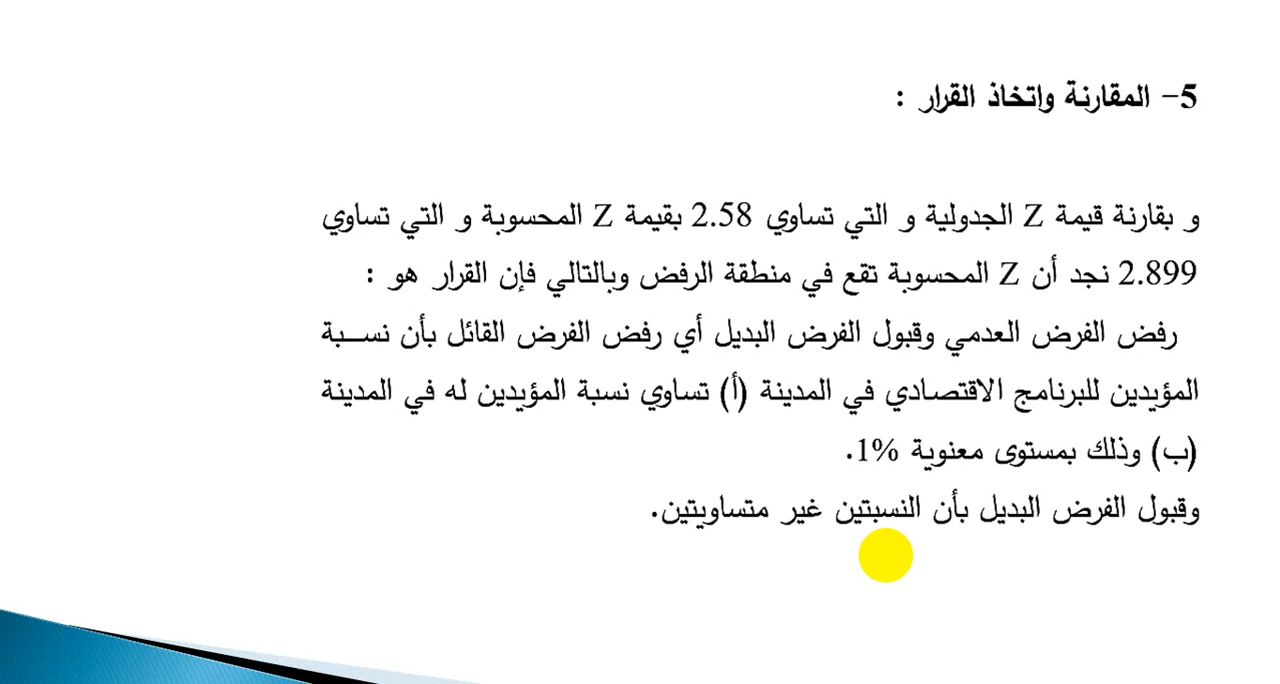 5- المقارنة واتخاذ القرار :
و بقارنة قيمة Z الجدولية و التي تساوي 2.58 بقيمة Z المحسوبة و التي تساوي
2.899 نجد أن Z المحسوبة تقع في منطقة الرفض وبالتالي فإن القرار هو :
رفض الفرض العدمي وقبول الفرض البديل أي رفض الفرض القائل بأن نســبة
المؤيدين للبرنامج الاقتصادي في المدينة (أ) تساوي نسبة المؤيدين له في المدينة
(ب) وذلك بمستوى معنوية 1%.
وقبول الفرض البديل بأن النسبتين غير متساويتين.